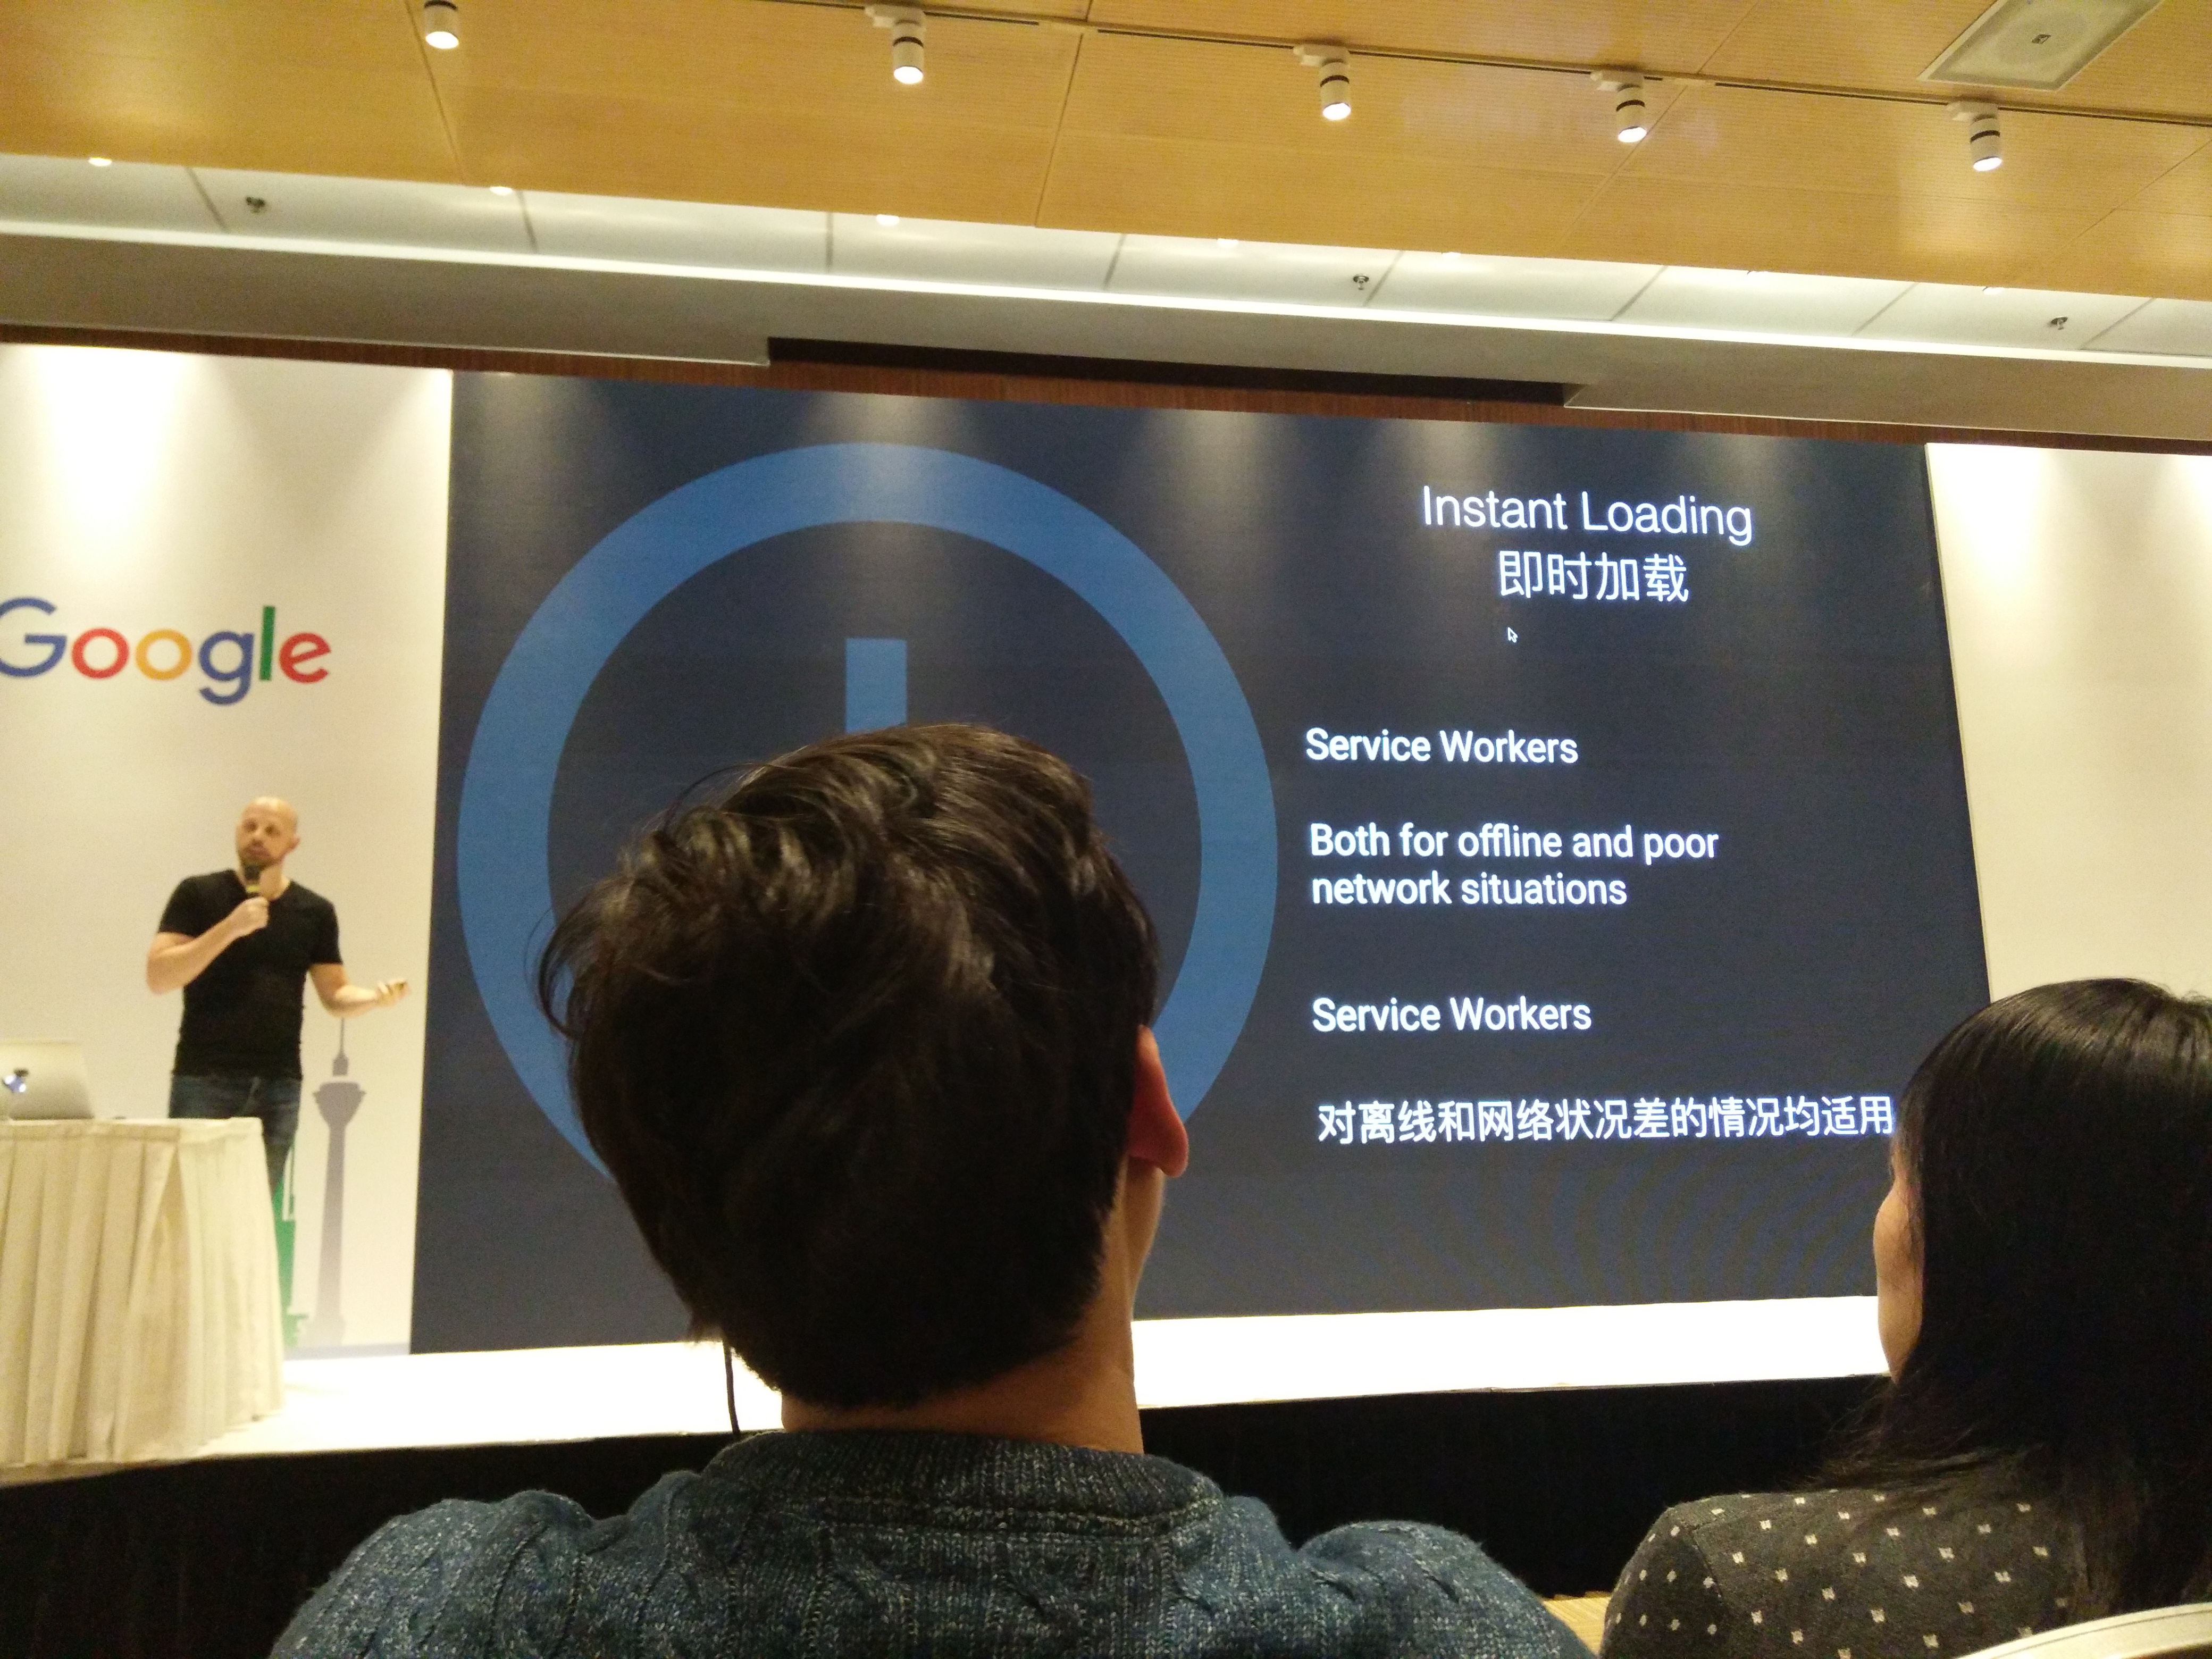 Google
Instant Loading
即时加载
Service Workers
Both for offline and poor
network situations
Service Workers
对离线和网络状况差的情况均适用